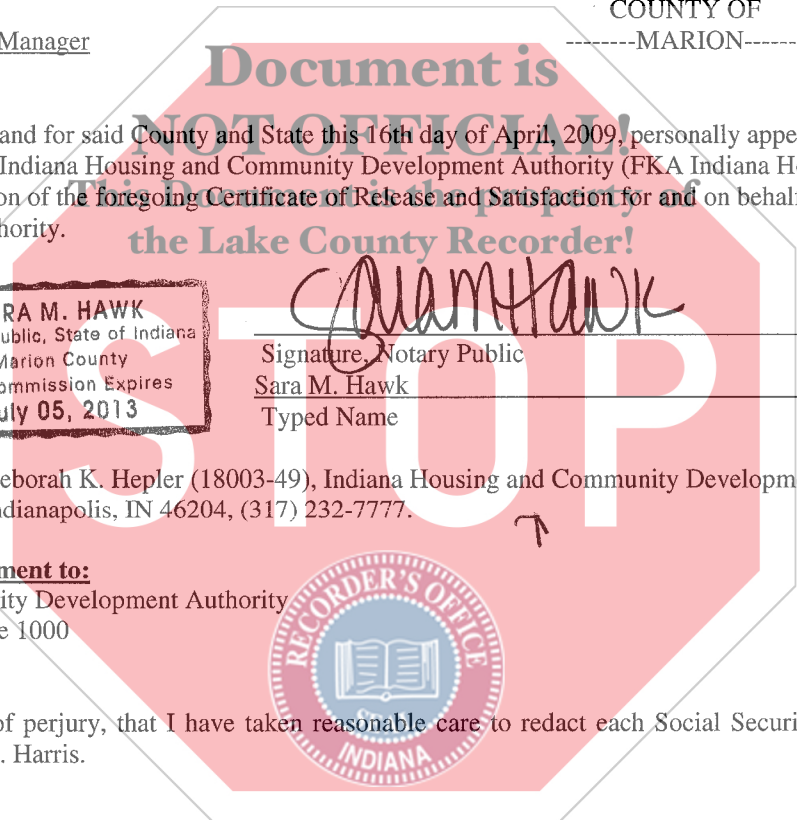 COUNTY OF
Manager
--------MARION------
Document is
NOT OFFICIAL!
and for said County and State this 16th day of April, 2009, personally appe
Indiana Housing and Community Development Authority (FKA Indiana H
This Document is the property of
on of the foregoing Certificate of Release and Satisfaction for and on behalf
hority.
the Lake County Recorder!
RA M. HAWK
ublic, State of Indiana
Marion County
ommission Expires
uly 05, 2013
Sara M Hawk
Signature, Notary Public
Sara M. Hawk
Typed Name
STOP
eborah K. Hepler (18003-49), Indiana Housing and Community Developm
ndianapolis, IN 46204, (317) 232-7777.
ment to:
ity Development Authority
e 1000
RECORDER'S OFFICE
INDIANA
of perjury, that I have taken reasonable care to redact each Social Securi
. Harris.